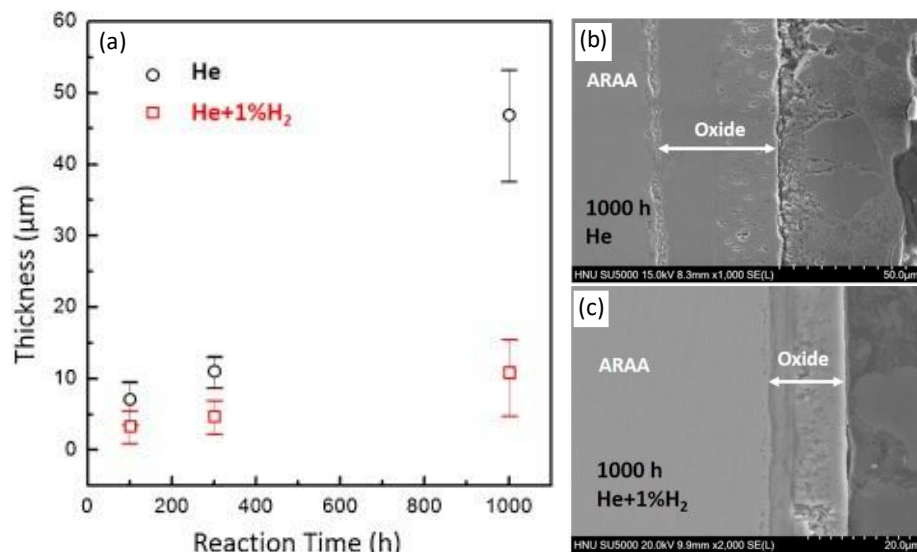 (a)
He
He+1%H₂
Thickness (µm)
60
50
40
30
20
10
0
0 200 400 600 800 1000
Reaction Time (h)
(b)
ARAA
Oxide
1000 h
He
HNU SU5000 15.0kV 8.3mm x1,000 SE(L) 50.0µm
(c)
ARAA
Oxide
1000 h
He+1%H₂
HNU SU5000 20.0kV 9.9mm x2,000 SE(L) 20.0µm